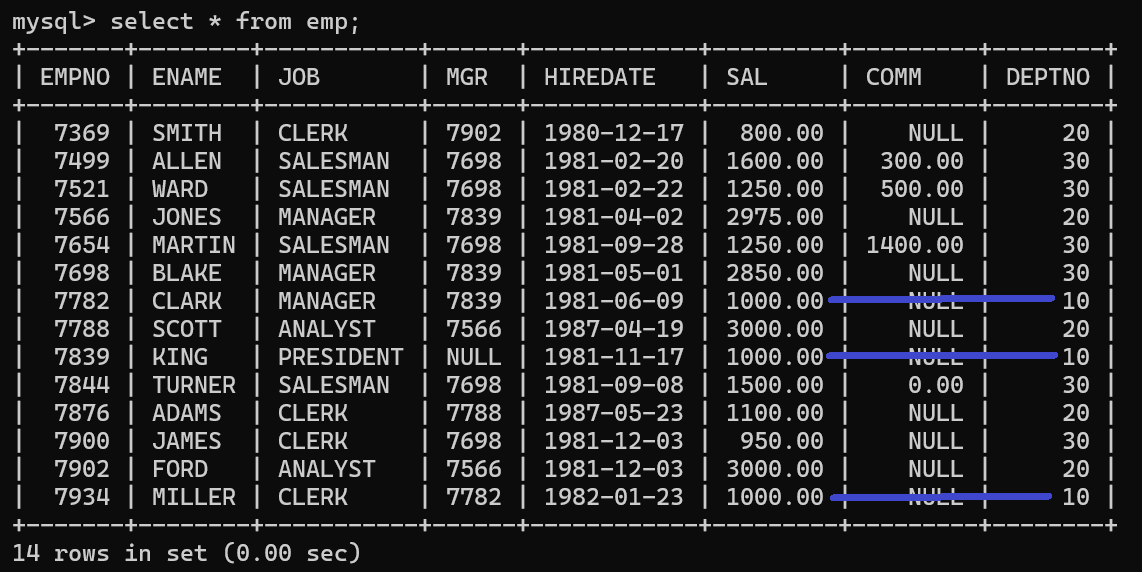 mysql> select * from emp;
+-------+--------+-----------+------+------------+---------+---------+--------+
| EMPNO | ENAME  | JOB       | MGR  | HIREDATE   | SAL     | COMM    | DEPTNO |
+-------+--------+-----------+------+------------+---------+---------+--------+
|  7369 | SMITH  | CLERK     | 7902 | 1980-12-17 |  800.00 |    NULL |     20 |
|  7499 | ALLEN  | SALESMAN  | 7698 | 1981-02-20 | 1600.00 |  300.00 |     30 |
|  7521 | WARD   | SALESMAN  | 7698 | 1981-02-22 | 1250.00 |  500.00 |     30 |
|  7566 | JONES  | MANAGER   | 7839 | 1981-04-02 | 2975.00 |    NULL |     20 |
|  7654 | MARTIN | SALESMAN  | 7698 | 1981-09-28 | 1250.00 | 1400.00 |     30 |
|  7698 | BLAKE  | MANAGER   | 7839 | 1981-05-01 | 2850.00 |    NULL |     30 |
|  7782 | CLARK  | MANAGER   | 7839 | 1981-06-09 | 1000.00 |    NULL |     10 |
|  7788 | SCOTT  | ANALYST   | 7566 | 1987-04-19 | 3000.00 |    NULL |     20 |
|  7839 | KING   | PRESIDENT | NULL | 1981-11-17 | 1000.00 |    NULL |     10 |
|  7844 | TURNER | SALESMAN  | 7698 | 1981-09-08 | 1500.00 |    0.00 |     30 |
|  7876 | ADAMS  | CLERK     | 7788 | 1987-05-23 | 1100.00 |    NULL |     20 |
|  7900 | JAMES  | CLERK     | 7698 | 1981-12-03 |  950.00 |    NULL |     30 |
|  7902 | FORD   | ANALYST   | 7566 | 1981-12-03 | 3000.00 |    NULL |     20 |
|  7934 | MILLER | CLERK     | 7782 | 1982-01-23 | 1000.00 |    NULL |     10 |
+-------+--------+-----------+------+------------+---------+---------+--------+
14 rows in set (0.00 sec)